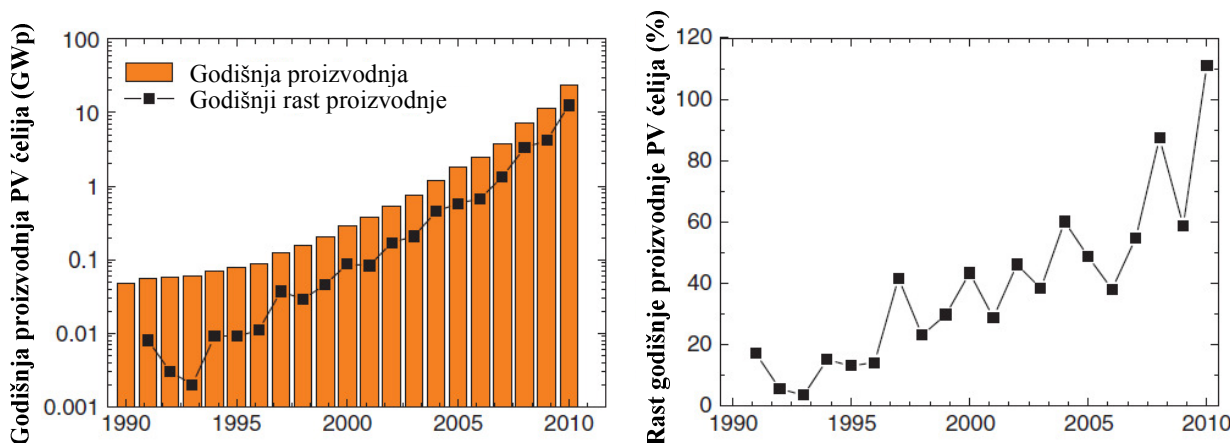 Godišnja proizvodnja PV ćelija (GWp)
100
10
1
0.1
0.01
0.001
Godišnja proizvodnja
Godišnji rast proizvodnje
1990 1995 2000 2005 2010
Rast godišnje proizvodnje PV ćelija (%)
120
100
80
60
40
20
0
1990 1995 2000 2005 2010